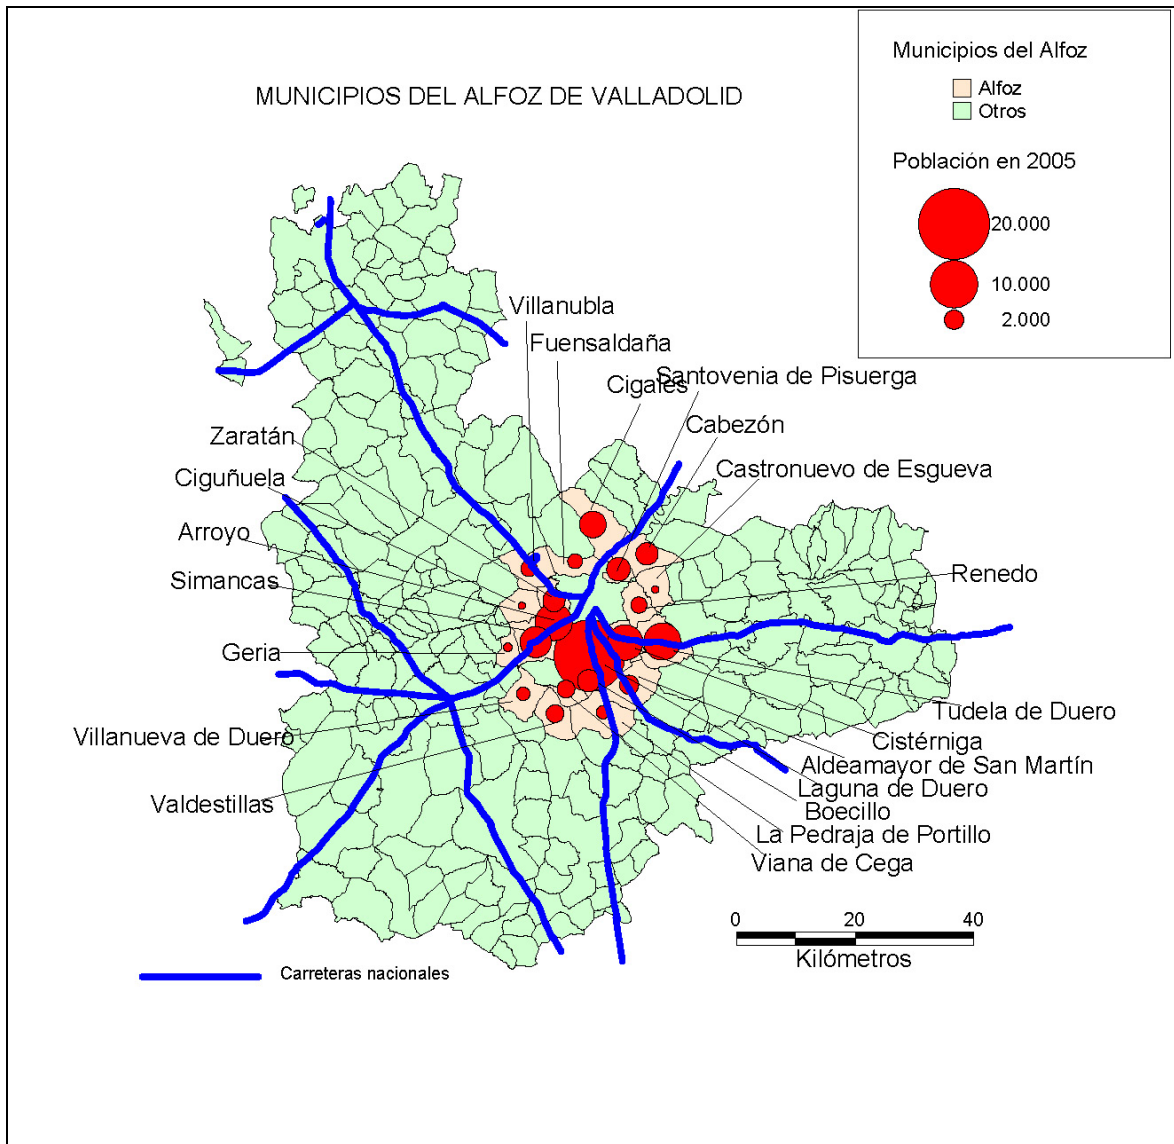 Municipios del Alfoz
Alfoz
Otros
Población en 2005
20.000
10.000
2.000
MUNICIPIOS DEL ALFOZ DE VALLADOLID
Villanubla
Fuensaldaña
Santovenia de Pisuerga
Cigales
Cabezón
Zaratán
Castronuevo de Esgueva
Ciguñuela
Arroyo
Simancas
Renedo
Geria
Tudela de Duero
Villanueva de Duero
Cistérniga
Aldeamayor de San Martín
Laguna de Duero
Valdestillas
Boecillo
La Pedraja de Portillo
Viana de Cega
0 20 40
Kilómetros
Carreteras nacionales